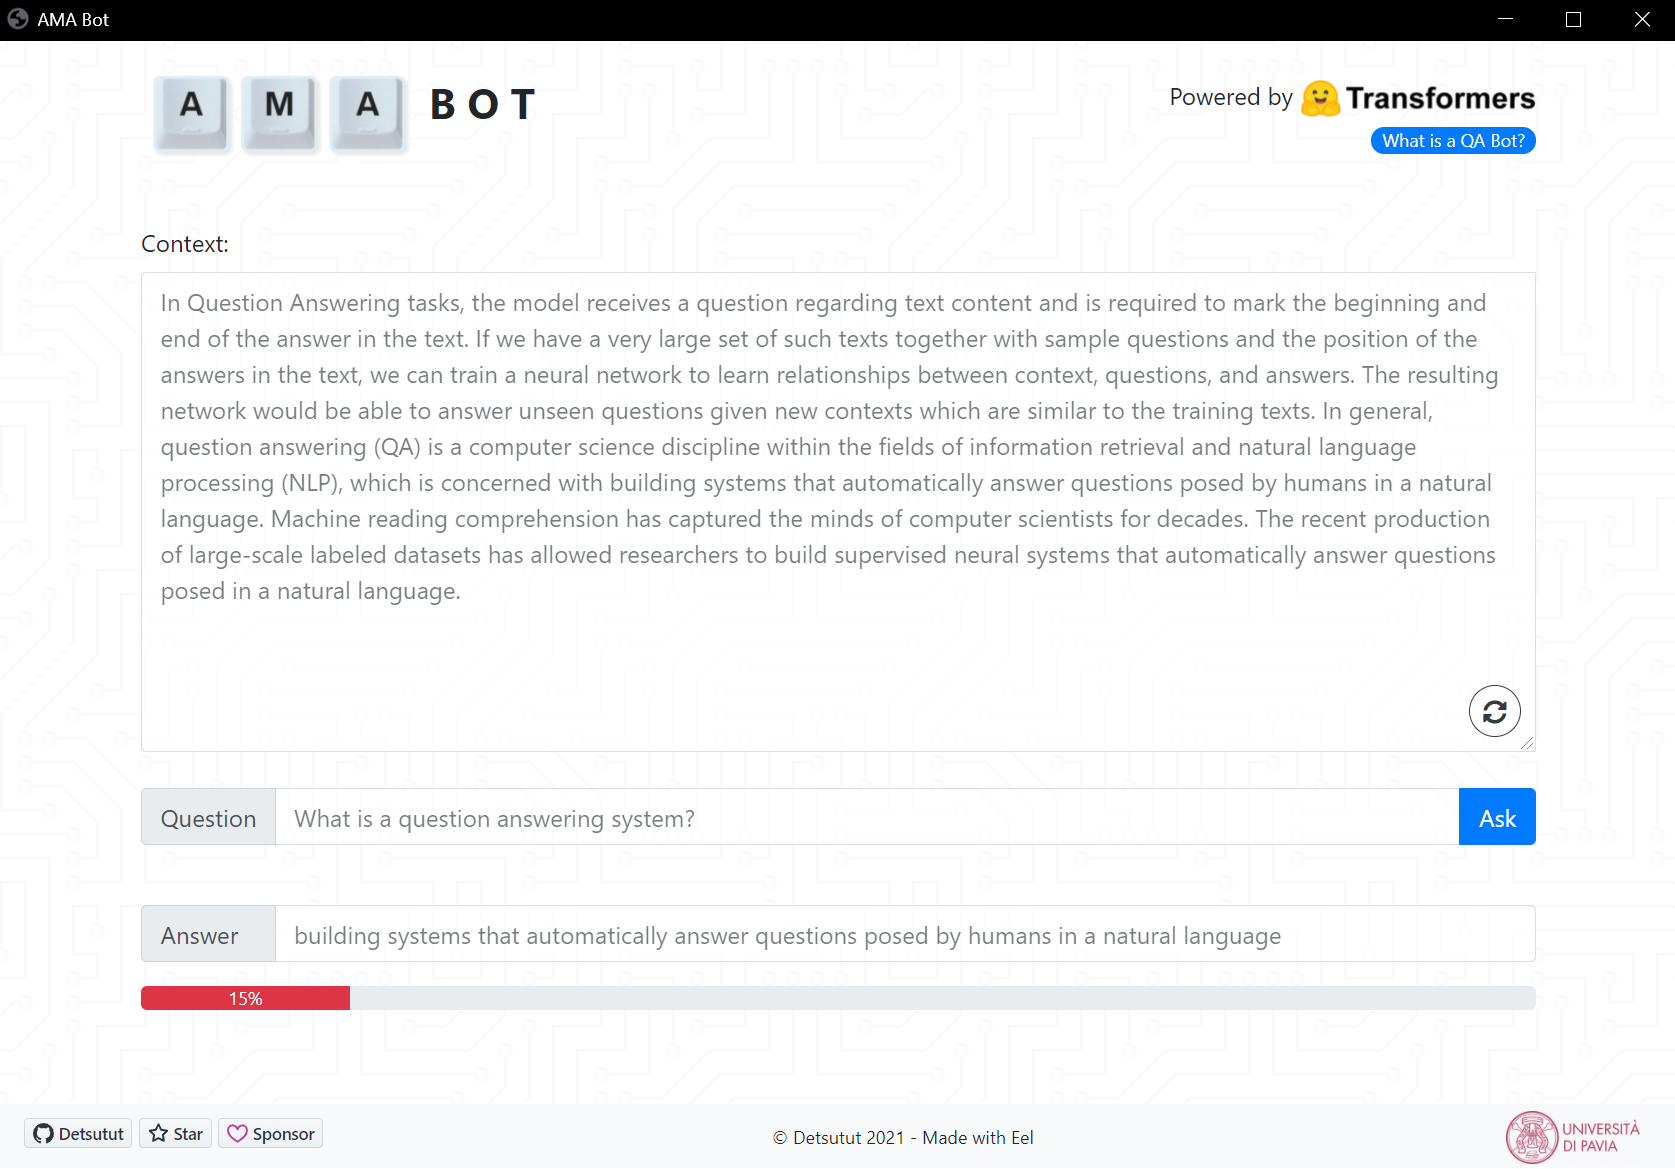 AMA Bot
A M A BOT
Powered by Transformers
What is a QA Bot?
Context:
In Question Answering tasks, the model receives a question regarding text content and is required to mark the beginning and
end of the answer in the text. If we have a very large set of such texts together with sample questions and the position of the
answers in the text, we can train a neural network to learn relationships between context, questions, and answers. The resulting
network would be able to answer unseen questions given new contexts which are similar to the training texts. In general,
question answering (QA) is a computer science discipline within the fields of information retrieval and natural language
processing (NLP), which is concerned with building systems that automatically answer questions posed by humans in a natural
language. Machine reading comprehension has captured the minds of computer scientists for decades. The recent production
of large-scale labeled datasets has allowed researchers to build supervised neural systems that automatically answer questions
posed in a natural language.
Question What is a question answering system? Ask
Answer building systems that automatically answer questions posed by humans in a natural language
15%
Detsutut Star Sponsor
© Detsutut 2021 - Made with Eel
UNIVERSITÀ
DI PAVIA